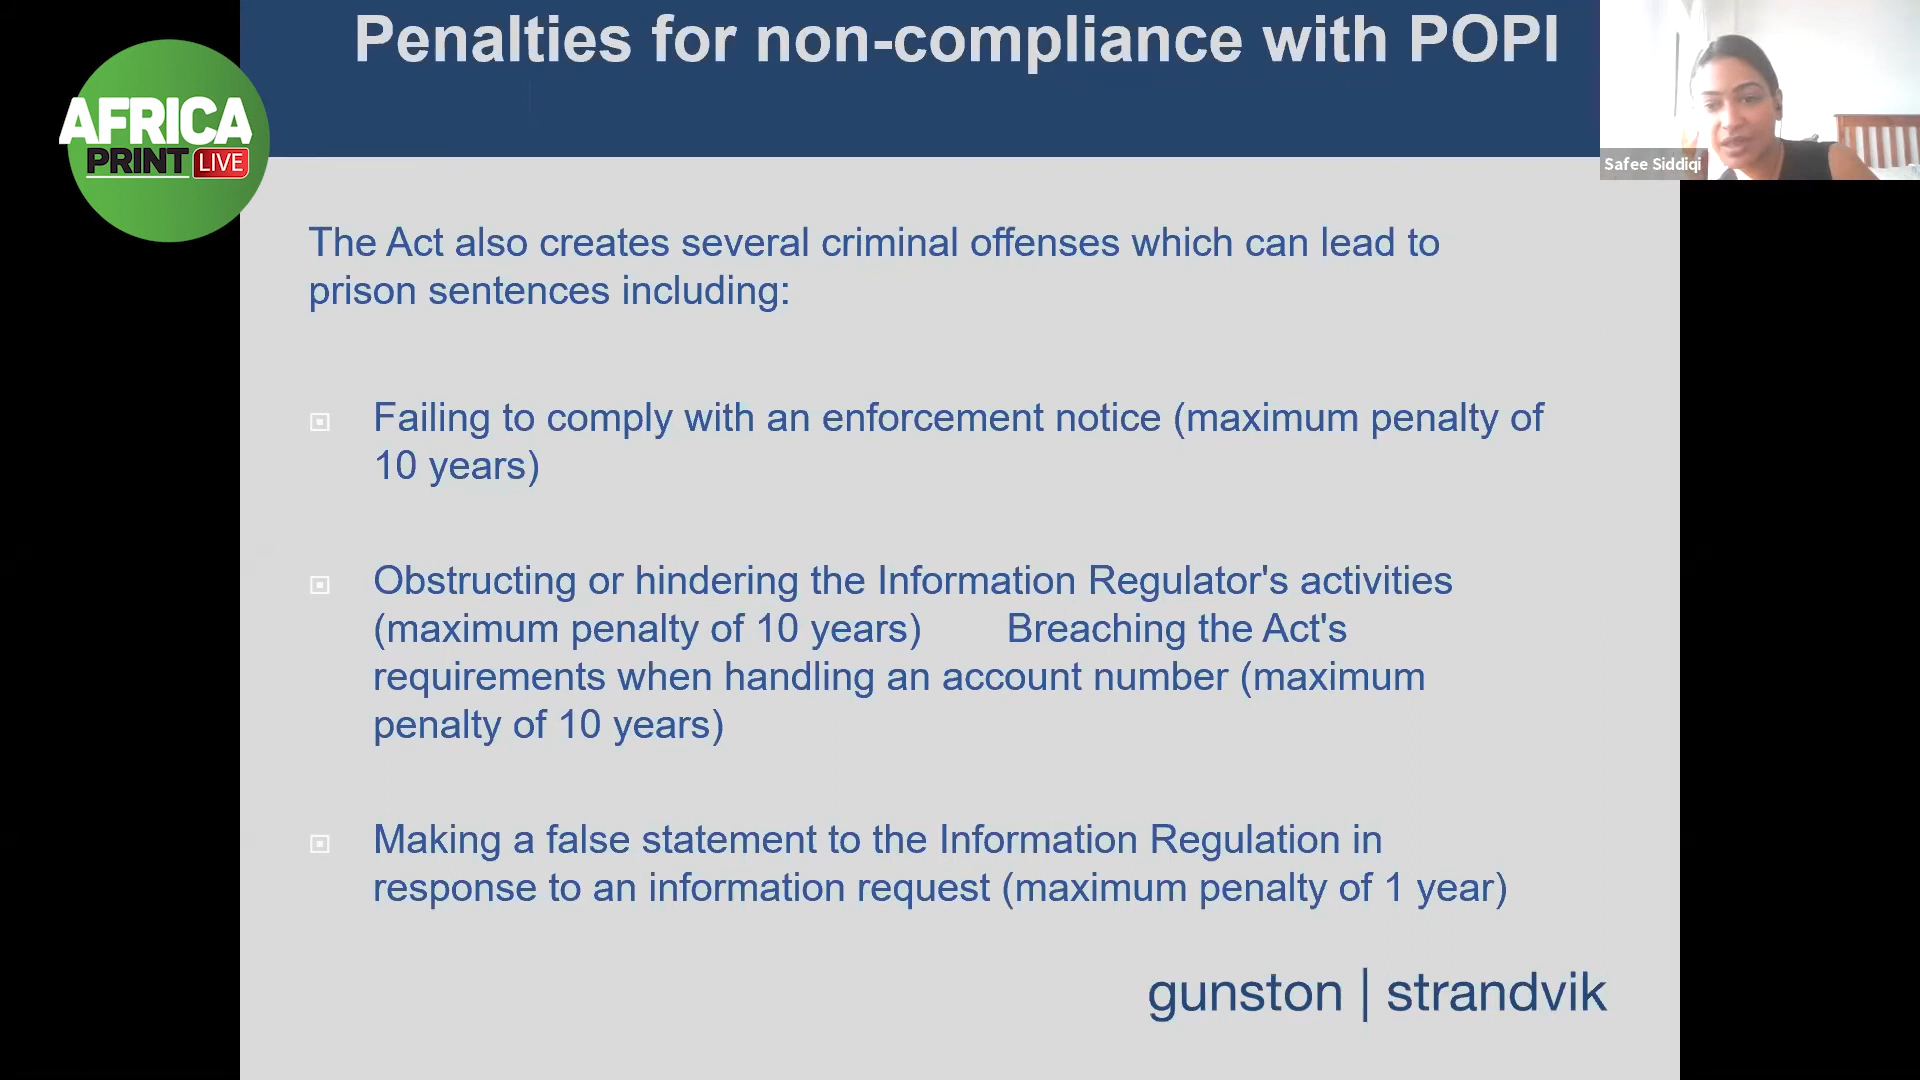 Penalties for non-compliance with POPI
AFRICA
PRINT LIVE
Safee Siddiqi
The Act also creates several criminal offenses which can lead to
prison sentences including:
Failing to comply with an enforcement notice (maximum penalty of
10 years)
Obstructing or hindering the Information Regulator's activities
(maximum penalty of 10 years) Breaching the Act's
requirements when handling an account number (maximum
penalty of 10 years)
Making a false statement to the Information Regulation in
response to an information request (maximum penalty of 1 year)
gunston | strandvik